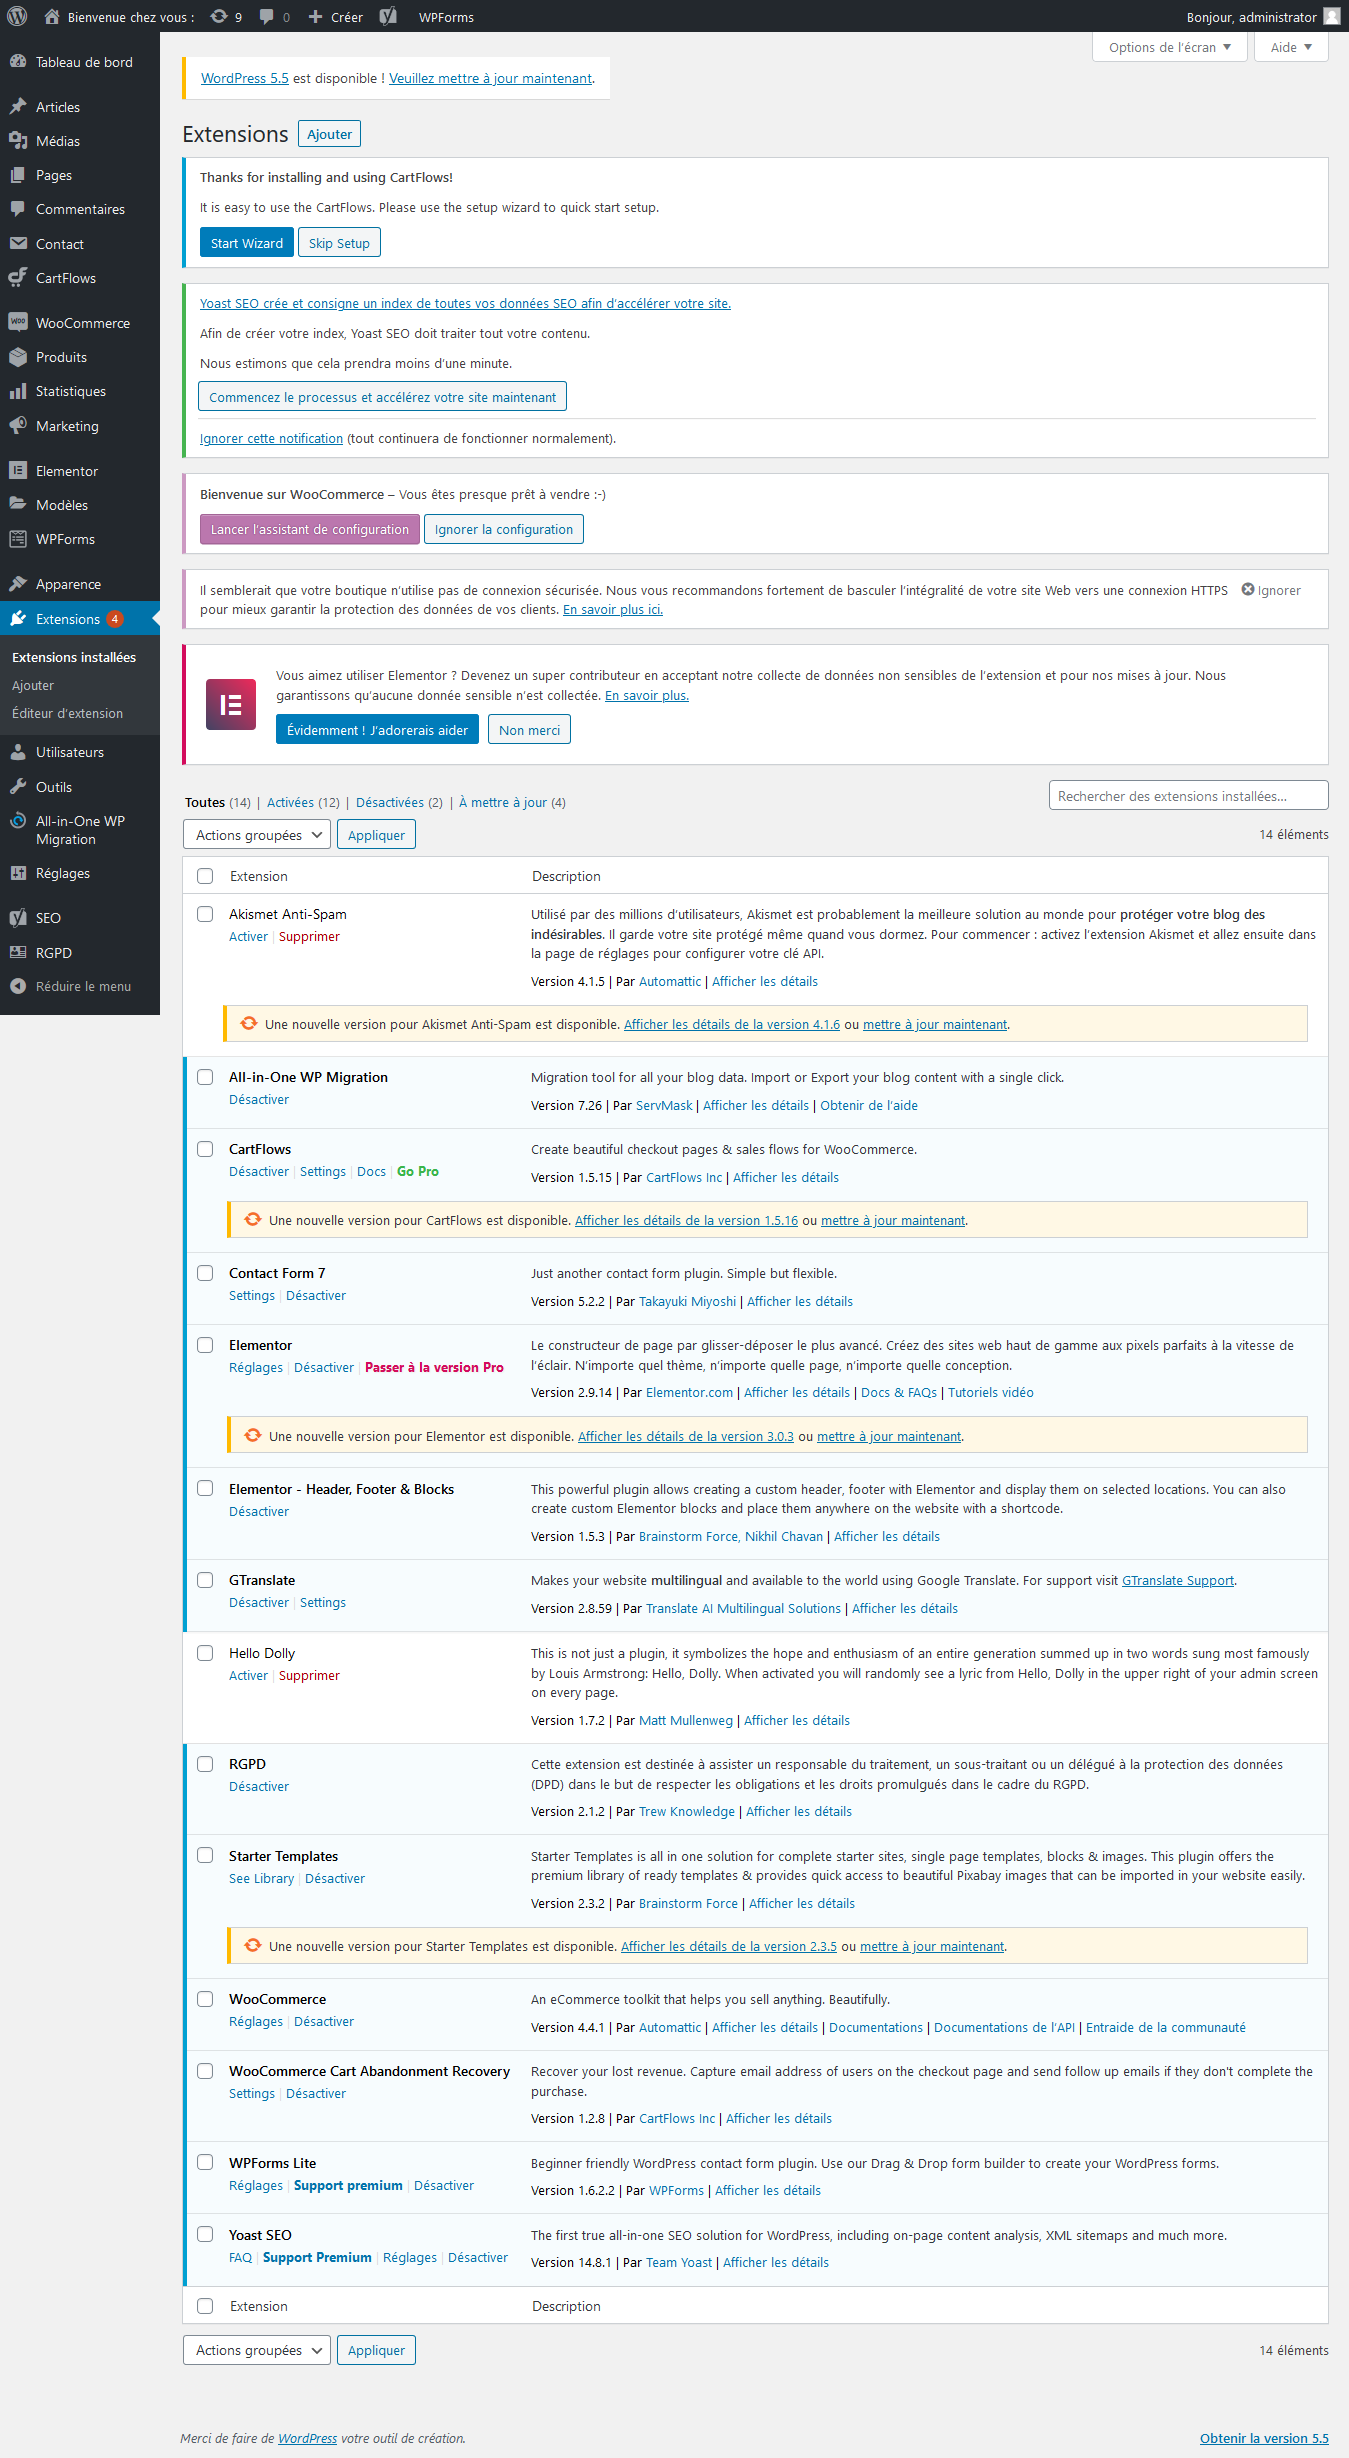 Bienvenue chez vous : 9 0 Créer WPForms Bonjour, administrator
Options de l'écran Aide
WordPress 5.5 est disponible ! Veuillez mettre à jour maintenant.
Tableau de bord
Articles
Médias
Pages
Commentaires
Contact
CartFlows
WooCommerce
Produits
Statistiques
Marketing
Elementor
Modèles
WPForms
Apparence
Extensions 4
Extensions installées
Ajouter
Éditeur d'extension
Utilisateurs
Outils
All-in-One WP
Migration
Réglages
SEO
RGPD
Réduire le menu
Extensions Ajouter
Thanks for installing and using CartFlows!
It is easy to use the CartFlows. Please use the setup wizard to quick start setup.
Start Wizard Skip Setup
Yoast SEO crée et consigne un index de toutes vos données SEO afin d'accélérer votre site.
Afin de créer votre index, Yoast SEO doit traiter tout votre contenu.
Nous estimons que cela prendra moins d'une minute.
Commencez le processus et accélérez votre site maintenant
Ignorer cette notification (tout continuera de fonctionner normalement).
Bienvenue sur WooCommerce – Vous êtes presque prêt à vendre :-)
Lancer l'assistant de configuration Ignorer la configuration
Il semblerait que votre boutique n'utilise pas de connexion sécurisée. Nous vous recommandons fortement de basculer l'intégralité de votre site Web vers une connexion HTTPS Ignorer
pour mieux garantir la protection des données de vos clients. En savoir plus ici.
Vous aimez utiliser Elementor ? Devenez un super contributeur en acceptant notre collecte de données non sensibles de l'extension et pour nos mises à jour. Nous
garantissons qu'aucune donnée sensible n'est collectée. En savoir plus.
Évidemment ! J'adorerais aider Non merci
Toutes (14) | Activées (12) | Désactivées (2) | À mettre à jour (4) Rechercher des extensions installées...
Actions groupées Appliquer 14 éléments
Extension Description
Akismet Anti-Spam
Activer | Supprimer
Utilisé par des millions d'utilisateurs, Akismet est probablement la meilleure solution au monde pour protéger votre blog des
indésirables. Il garde votre site protégé même quand vous dormez. Pour commencer : activez l'extension Akismet et allez ensuite dans
la page de réglages pour configurer votre clé API.
Version 4.1.5 | Par Automattic | Afficher les détails
Une nouvelle version pour Akismet Anti-Spam est disponible. Afficher les détails de la version 4.1.6 ou mettre à jour maintenant.
All-in-One WP Migration
Désactiver
Migration tool for all your blog data. Import or Export your blog content with a single click.
Version 7.26 | Par ServMask | Afficher les détails | Obtenir de l'aide
CartFlows
Désactiver | Settings | Docs | Go Pro
Create beautiful checkout pages & sales flows for WooCommerce.
Version 1.5.15 | Par CartFlows Inc | Afficher les détails
Une nouvelle version pour CartFlows est disponible. Afficher les détails de la version 1.5.16 ou mettre à jour maintenant.
Contact Form 7
Settings | Désactiver
Just another contact form plugin. Simple but flexible.
Version 5.2.2 | Par Takayuki Miyoshi | Afficher les détails
Elementor
Réglages | Désactiver | Passer à la version Pro
Le constructeur de page par glisser-déposer le plus avancé. Créez des sites web haut de gamme aux pixels parfaits à la vitesse de
l'éclair. N'importe quel thème, n'importe quelle page, n'importe quelle conception.
Version 2.9.14 | Par Elementor.com | Afficher les détails | Docs & FAQs | Tutoriels vidéo
Une nouvelle version pour Elementor est disponible. Afficher les détails de la version 3.0.3 ou mettre à jour maintenant.
Elementor - Header, Footer & Blocks
Désactiver
This powerful plugin allows creating a custom header, footer with Elementor and display them on selected locations. You can also
create custom Elementor blocks and place them anywhere on the website with a shortcode.
Version 1.5.3 | Par Brainstorm Force, Nikhil Chavan | Afficher les détails
GTranslate
Désactiver | Settings
Makes your website multilingual and available to the world using Google Translate. For support visit GTranslate Support.
Version 2.8.59 | Par Translate AI Multilingual Solutions | Afficher les détails
Hello Dolly
Activer | Supprimer
This is not just a plugin, it symbolizes the hope and enthusiasm of an entire generation summed up in two words sung most famously
by Louis Armstrong: Hello, Dolly. When activated you will randomly see a lyric from Hello, Dolly in the upper right of your admin screen
on every page.
Version 1.7.2 | Par Matt Mullenweg | Afficher les détails
RGPD
Désactiver
Cette extension est destinée à assister un responsable du traitement, un sous-traitant ou un délégué à la protection des données
(DPD) dans le but de respecter les obligations et les droits promulgués dans le cadre du RGPD.
Version 2.1.2 | Par Trew Knowledge | Afficher les détails
Starter Templates
See Library | Désactiver
Starter Templates is all in one solution for complete starter sites, single page templates, blocks & images. This plugin offers the
premium library of ready templates & provides quick access to beautiful Pixabay images that can be imported in your website easily.
Version 2.3.2 | Par Brainstorm Force | Afficher les détails
Une nouvelle version pour Starter Templates est disponible. Afficher les détails de la version 2.3.5 ou mettre à jour maintenant.
WooCommerce
Réglages | Désactiver
An eCommerce toolkit that helps you sell anything. Beautifully.
Version 4.4.1 | Par Automattic | Afficher les détails | Documentations | Documentations de l'API | Entraide de la communauté
WooCommerce Cart Abandonment Recovery
Settings | Désactiver
Recover your lost revenue. Capture email address of users on the checkout page and send follow up emails if they don't complete the
purchase.
Version 1.2.8 | Par CartFlows Inc | Afficher les détails
WPForms Lite
Réglages | Support premium | Désactiver
Beginner friendly WordPress contact form plugin. Use our Drag & Drop form builder to create your WordPress forms.
Version 1.6.2.2 | Par WPForms | Afficher les détails
Yoast SEO
FAQ | Support Premium | Réglages | Désactiver
The first true all-in-one SEO solution for WordPress, including on-page content analysis, XML sitemaps and much more.
Version 14.8.1 | Par Team Yoast | Afficher les détails
Extension Description
Actions groupées Appliquer 14 éléments
Merci de faire de WordPress votre outil de création. Obtenir la version 5.5